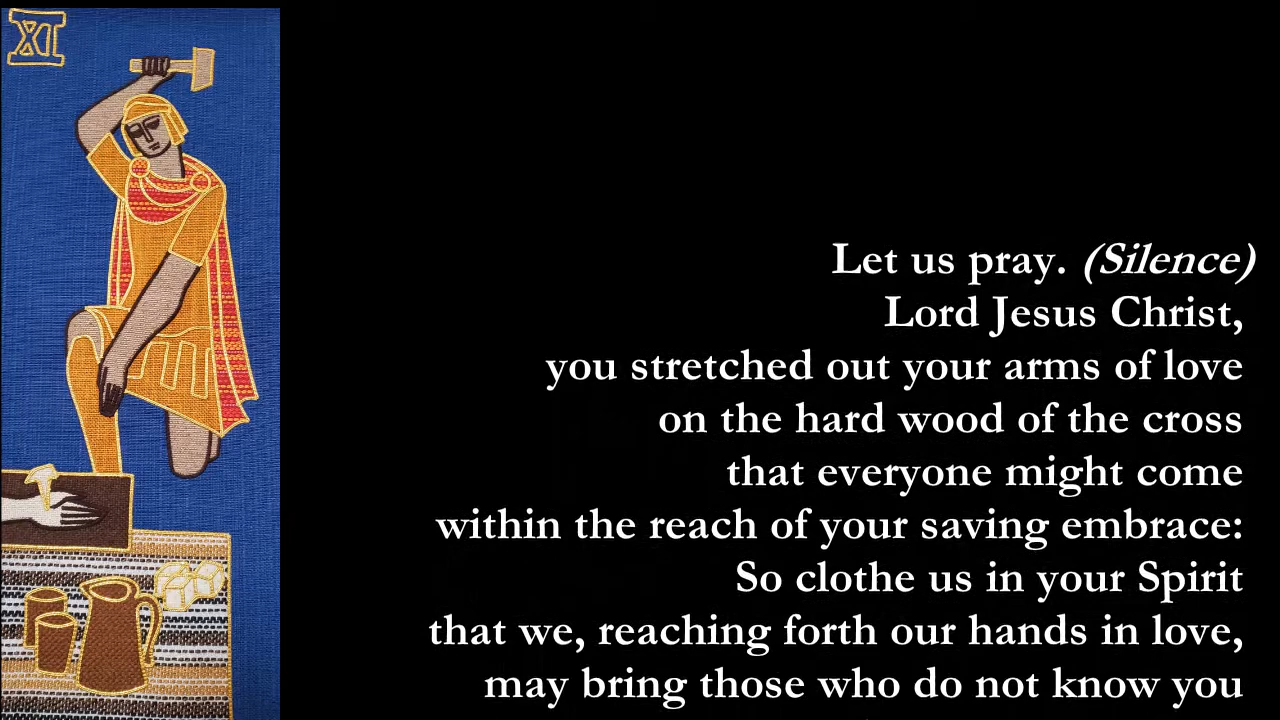 XI
Let us pray. (Silence)
Lord Jesus Christ,
you stretched out your arms of love
on the hard wood of the cross
that everyone might come
within the reach of your saving embrace:
So clothe us in your Spirit
that we, reaching forth our hands in love,
may bring those who do not know you